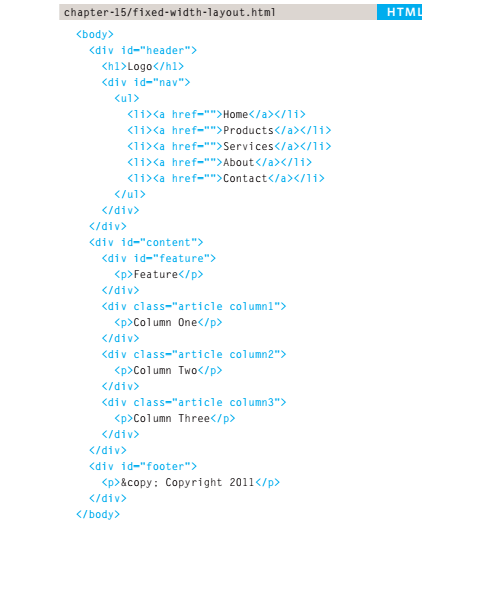 chapter-15/fixed-width-layout.html HTML
<body>
<div id="header">
<h1>Logo</h1>
<div id="nav">
<ul>
<li><a href="">Home</a></li>
<li><a href="">Products</a></li>
<li><a href="">Services</a></li>
<li><a href="">About</a></li>
<li><a href="">Contact</a></li>
</ul>
</div>
</div>
<div id="content">
<div id="feature">
<p>Feature</p>
</div>
<div class="article column1">
<p>Column One</p>
</div>
<div class="article column2">
<p>Column Two</p>
</div>
<div class="article column3">
<p>Column Three</p>
</div>
</div>
<div id="footer">
<p>&copy; Copyright 2011</p>
</div>
</body>